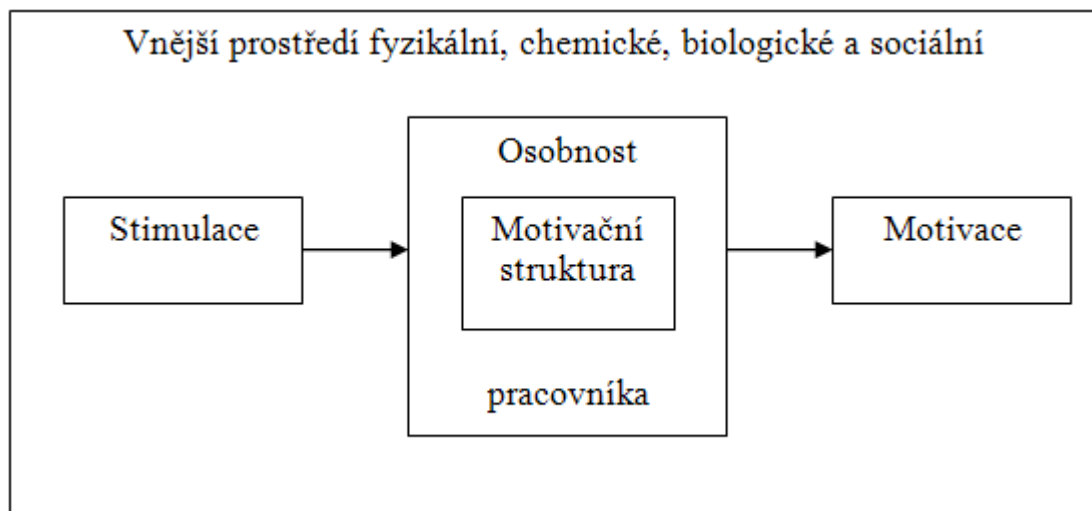 Vnější prostředí fyzikální, chemické, biologické a sociální
Osobnost
Stimulace
Motivační
struktura
Motivace
pracovníka